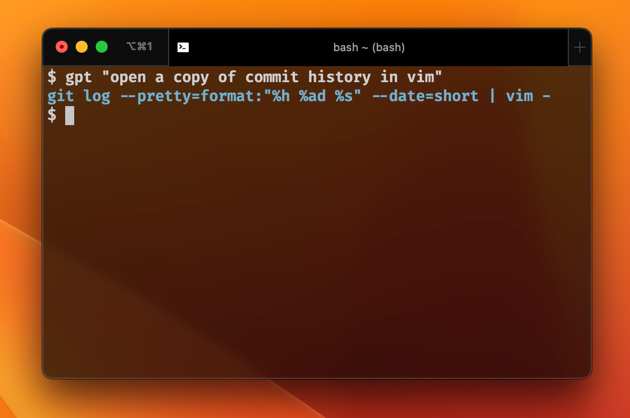 ⌥⌘1
bash ~ (bash)
$ gpt "open a copy of commit history in vim"
git log --pretty=format:"%h %ad %s" --date=short | vim -
$